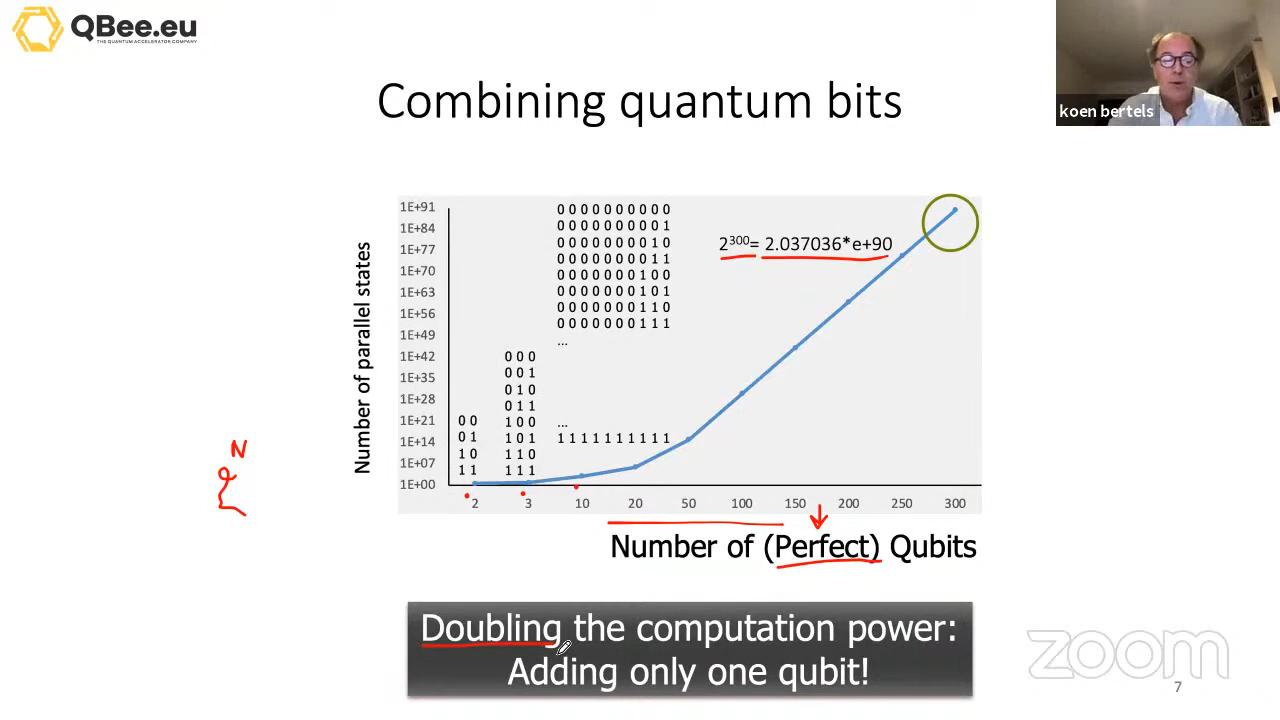 QBee.eu
THE QUANTUM ACCELERATOR COMPANY
koen bertels
Combining quantum bits
Number of parallel states
1E+91
1E+84
1E+77
1E+70
1E+63
1E+56
1E+49
1E+42
1E+35
1E+28
1E+21
1E+14
1E+07
1E+00
0 0
0 1
1 0
1 1
0 0 0
0 0 1
0 1 0
0 1 1
1 0 0
1 0 1
1 1 0
1 1 1
0 0 0 0 0 0 0 0 0 0
0 0 0 0 0 0 0 0 0 1
0 0 0 0 0 0 0 0 1 0
0 0 0 0 0 0 0 0 1 1
0 0 0 0 0 0 0 1 0 0
0 0 0 0 0 0 0 1 0 1
0 0 0 0 0 0 0 1 1 0
0 0 0 0 0 0 0 1 1 1
...
...
1 1 1 1 1 1 1 1 1 1
2³⁰⁰= 2.037036*e+90
2 3 10 20 50 100 150 200 250 300
Number of (Perfect) Qubits
2ᴺ
Doubling the computation power:
Adding only one qubit!
zoom
7